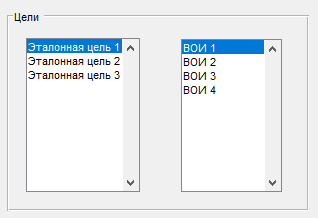 Цели
Эталонная цель 1
Эталонная цель 2
Эталонная цель 3
ВОИ 1
ВОИ 2
ВОИ 3
ВОИ 4